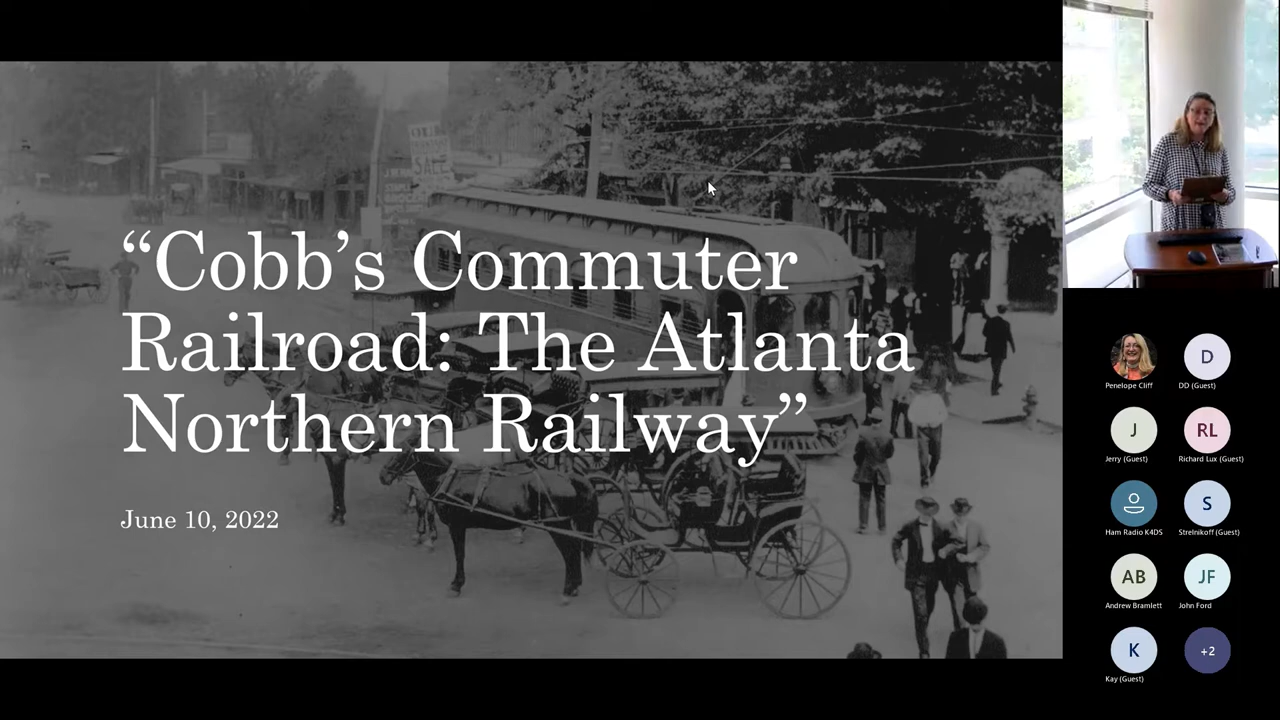 “Cobb’s Commuter
Railroad: The Atlanta
Northern Railway”
June 10, 2022
SALE
Penelope Cliff
D
DD (Guest)
J
Jerry (Guest)
RL
Richard Lux (Guest)
Ham Radio K4DS
S
Strelnikoff (Guest)
AB
Andrew Bramlett
JF
John Ford
K
Kay (Guest)
+2